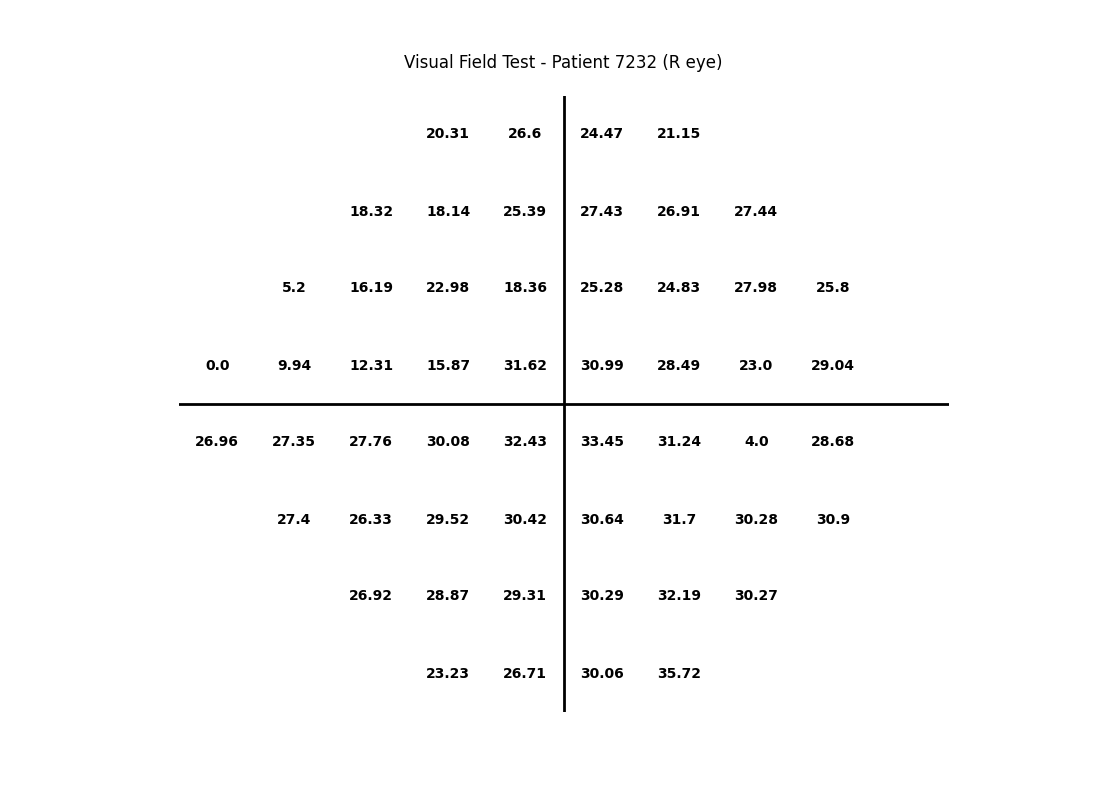 Visual Field Test - Patient 7232 (R eye)
20.31 26.6 24.47 21.15
18.32 18.14 25.39 27.43 26.91 27.44
5.2 16.19 22.98 18.36 25.28 24.83 27.98 25.8
0.0 9.94 12.31 15.87 31.62 30.99 28.49 23.0 29.04
26.96 27.35 27.76 30.08 32.43 33.45 31.24 4.0 28.68
27.4 26.33 29.52 30.42 30.64 31.7 30.28 30.9
26.92 28.87 29.31 30.29 32.19 30.27
23.23 26.71 30.06 35.72